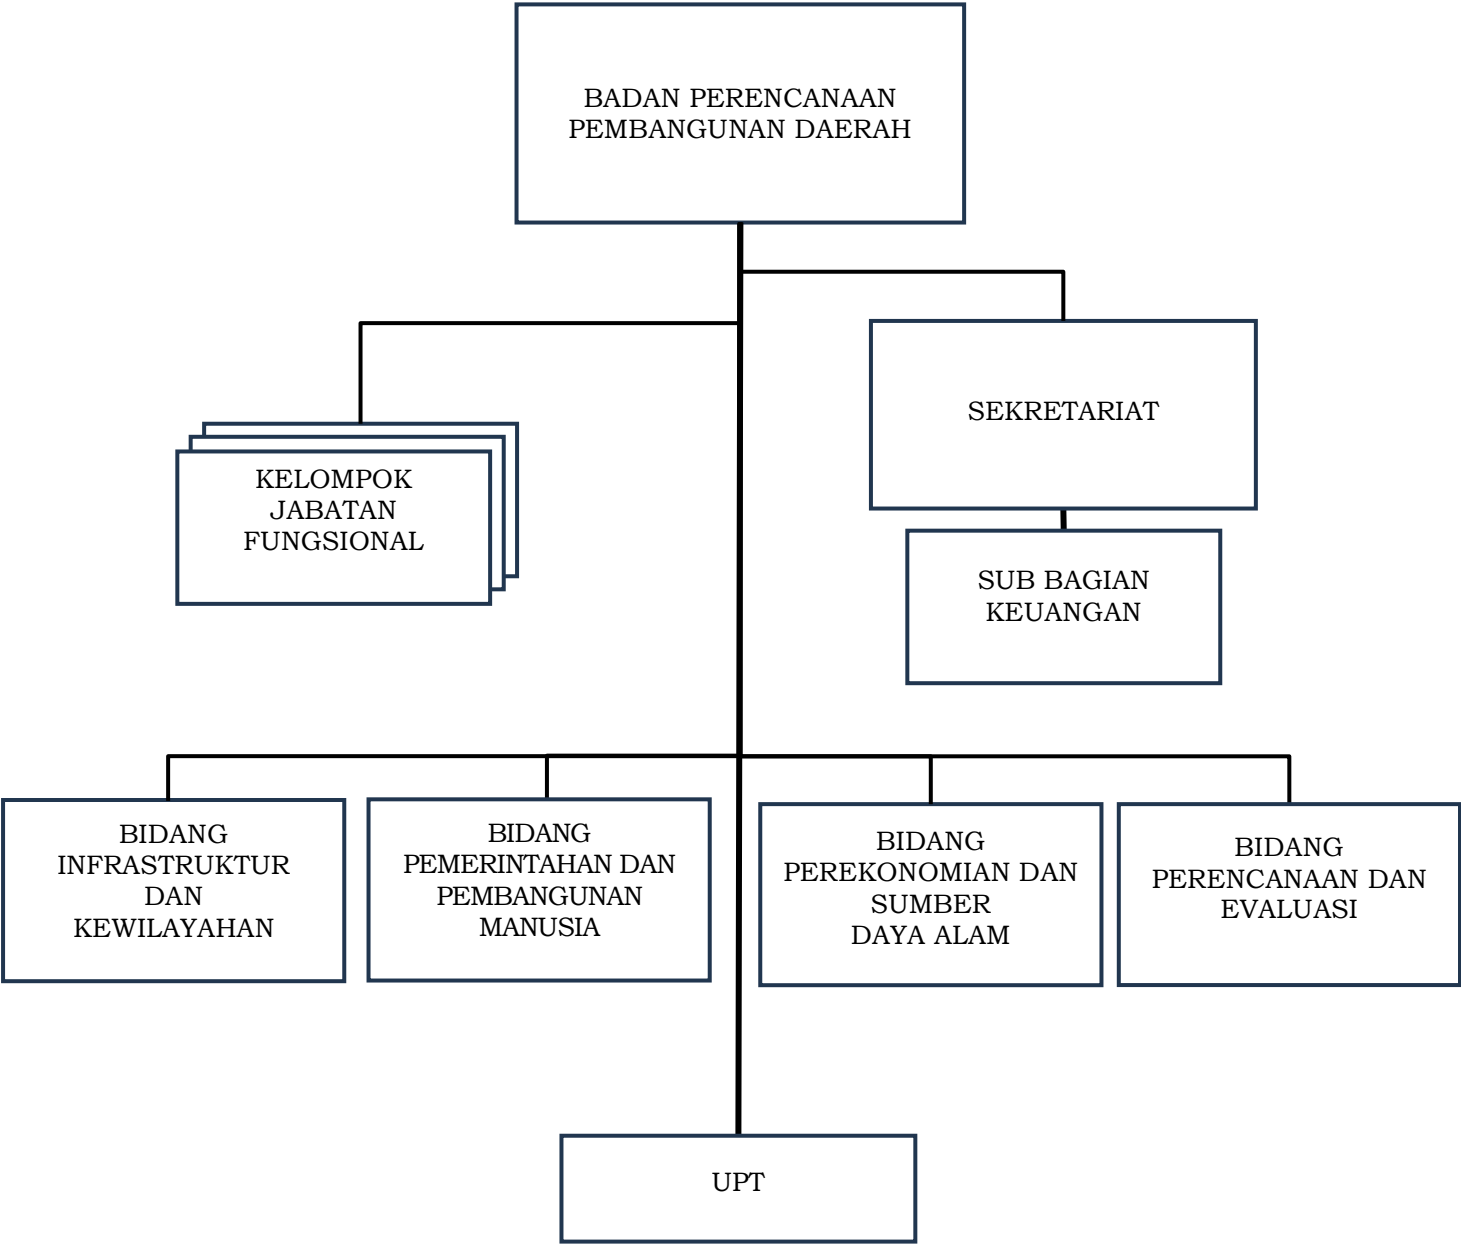 BADAN PERENCANAAN
PEMBANGUNAN DAERAH
SEKRETARIAT
KELOMPOK
JABATAN
FUNGSIONAL
SUB BAGIAN
KEUANGAN
BIDANG
INFRASTRUKTUR
DAN
KEWILAYAHAN
BIDANG
PEMERINTAHAN DAN
PEMBANGUNAN
MANUSIA
BIDANG
PEREKONOMIAN DAN
SUMBER
DAYA ALAM
BIDANG
PERENCANAAN DAN
EVALUASI
UPT